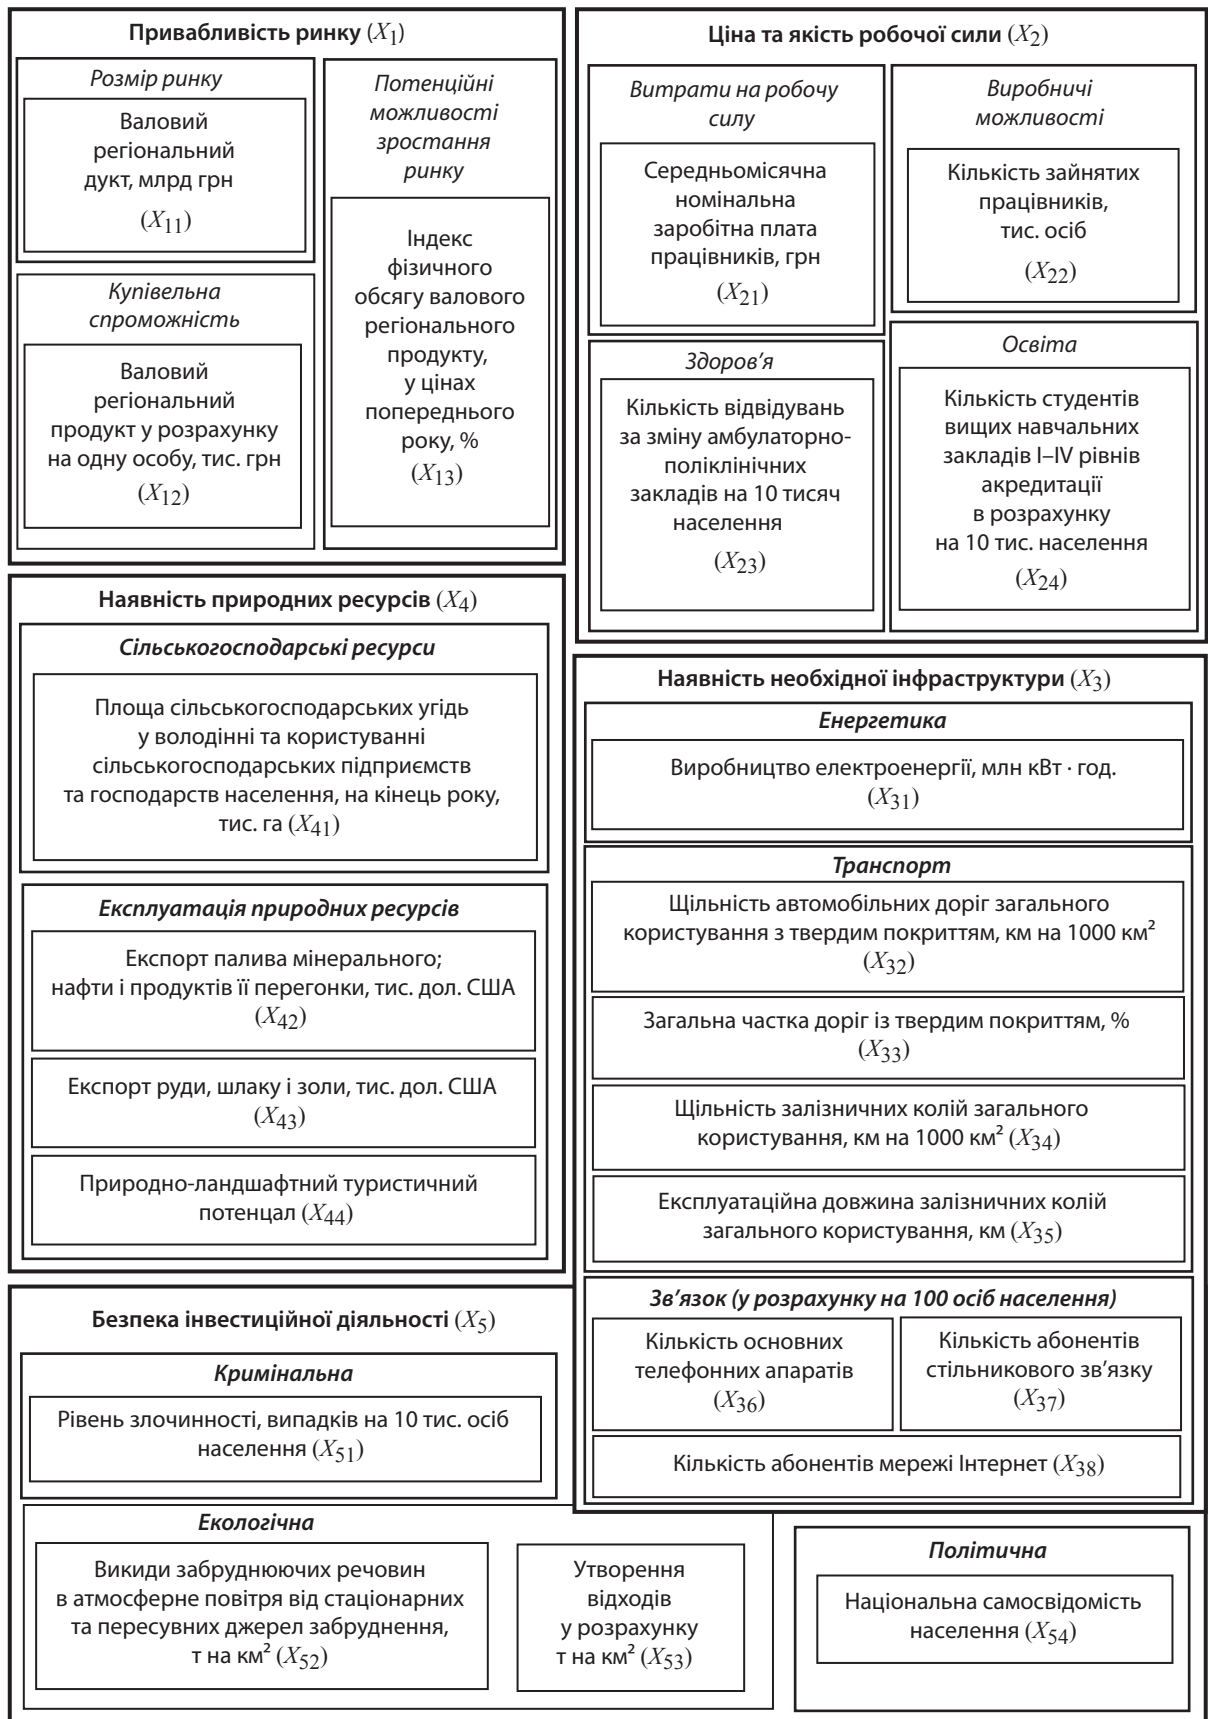 Привабливість ринку (X11)
Розмір ринку
Валовий
регіональний
дукт, млрд грн
(X11)
Купівельна
спроможність
Валовий
регіональний
продукт у розрахунку
на одну особу, тис. грн
(X12)
Потенційні
можливості
зростання
ринку
Індекс
фізичного
обсягу валового
регіонального
продукту,
у цінах
попереднього
року, %
(X13)
Ціна та якість робочої сили (X2)
Витрати на робочу
силу
Середньомісячна
номінальна
заробітна плата
працівників, грн
(X21)
Виробничі
можливості
Кількість зайнятих
працівників,
тис. осіб
(X22)
Здоров'я
Кількість відвідувань
за зміну амбулаторно-
поліклінічних
закладів на 10 тисяч
населення
(X23)
Освіта
Кількість студентів
вищих навчальних
закладів І–ІV рівнів
акредитації
в розрахунку
на 10 тис. населення
(X24)
Наявність природних ресурсів (X4)
Сільськогосподарські ресурси
Площа сільськогосподарських угідь
у володінні та користуванні
сільськогосподарських підприємств
та господарств населення, на кінець року,
тис. га (X41)
Експлуатація природних ресурсів
Експорт палива мінерального;
нафти і продуктів її перегонки, тис. дол. США
(X42)
Експорт руди, шлаку і золи, тис. дол. США
(X43)
Природно-ландшафтний туристичний
потенцал (X44)
Наявність необхідної інфраструктури (X3)
Енергетика
Виробництво електроенергії, млн кВт · год.
(X31)
Транспорт
Щільність автомобільних доріг загального
користування з твердим покриттям, км на 1000 км²
(X32)
Загальна частка доріг із твердим покриттям, %
(X33)
Щільність залізничних колій загального
користування, км на 1000 км² (X34)
Експлуатаційна довжина залізничних колій
загального користування, км (X35)
Зв'язок (у розрахунку на 100 осіб населення)
Кількість основних
телефонних апаратів
(X36)
Кількість абонентів
стільникового зв'язку
(X37)
Кількість абонентів мережі Інтернет (X38)
Безпека інвестиційної діяльності (X5)
Кримінальна
Рівень злочинності, випадків на 10 тис. осіб
населення (X51)
Екологічна
Викиди забруднюючих речовин
в атмосферне повітря від стаціонарних
та пересувних джерел забруднення,
т на км² (X52)
Утворення
відходів
у розрахунку
т на км² (X53)
Політична
Національна самосвідомість
населення (X54)